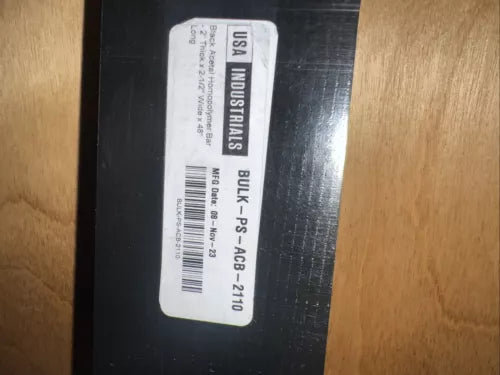 USA INDUSTRIALS
BULK-PS-ACB-2110
Black Acetal Homopolymer Bar
- 2" Thick x 2-1/2" Wide x 48"
Long
MFG Date: 09-Nov-23
BULK-PS-ACB-2110